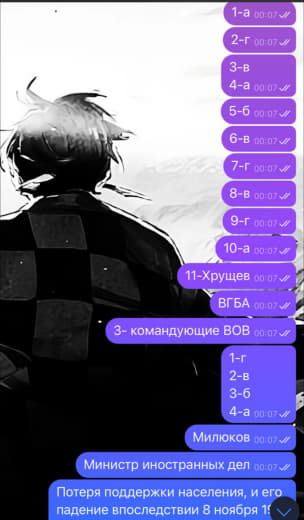 1-а 00:07
2-г 00:07
3-в
4-а 00:07
5-б 00:07
6-в 00:07
7-г 00:07
8-в 00:07
9-г 00:07
10-а 00:07
11-Хрущев 00:07
ВГБА 00:07
3- командующие ВОВ 00:07
1-г
2-в
3-б
4-а 00:07
Милюков 00:07
Министр иностранных дел 00:07
Потеря поддержки населения, и его
падение впоследствии 8 ноября